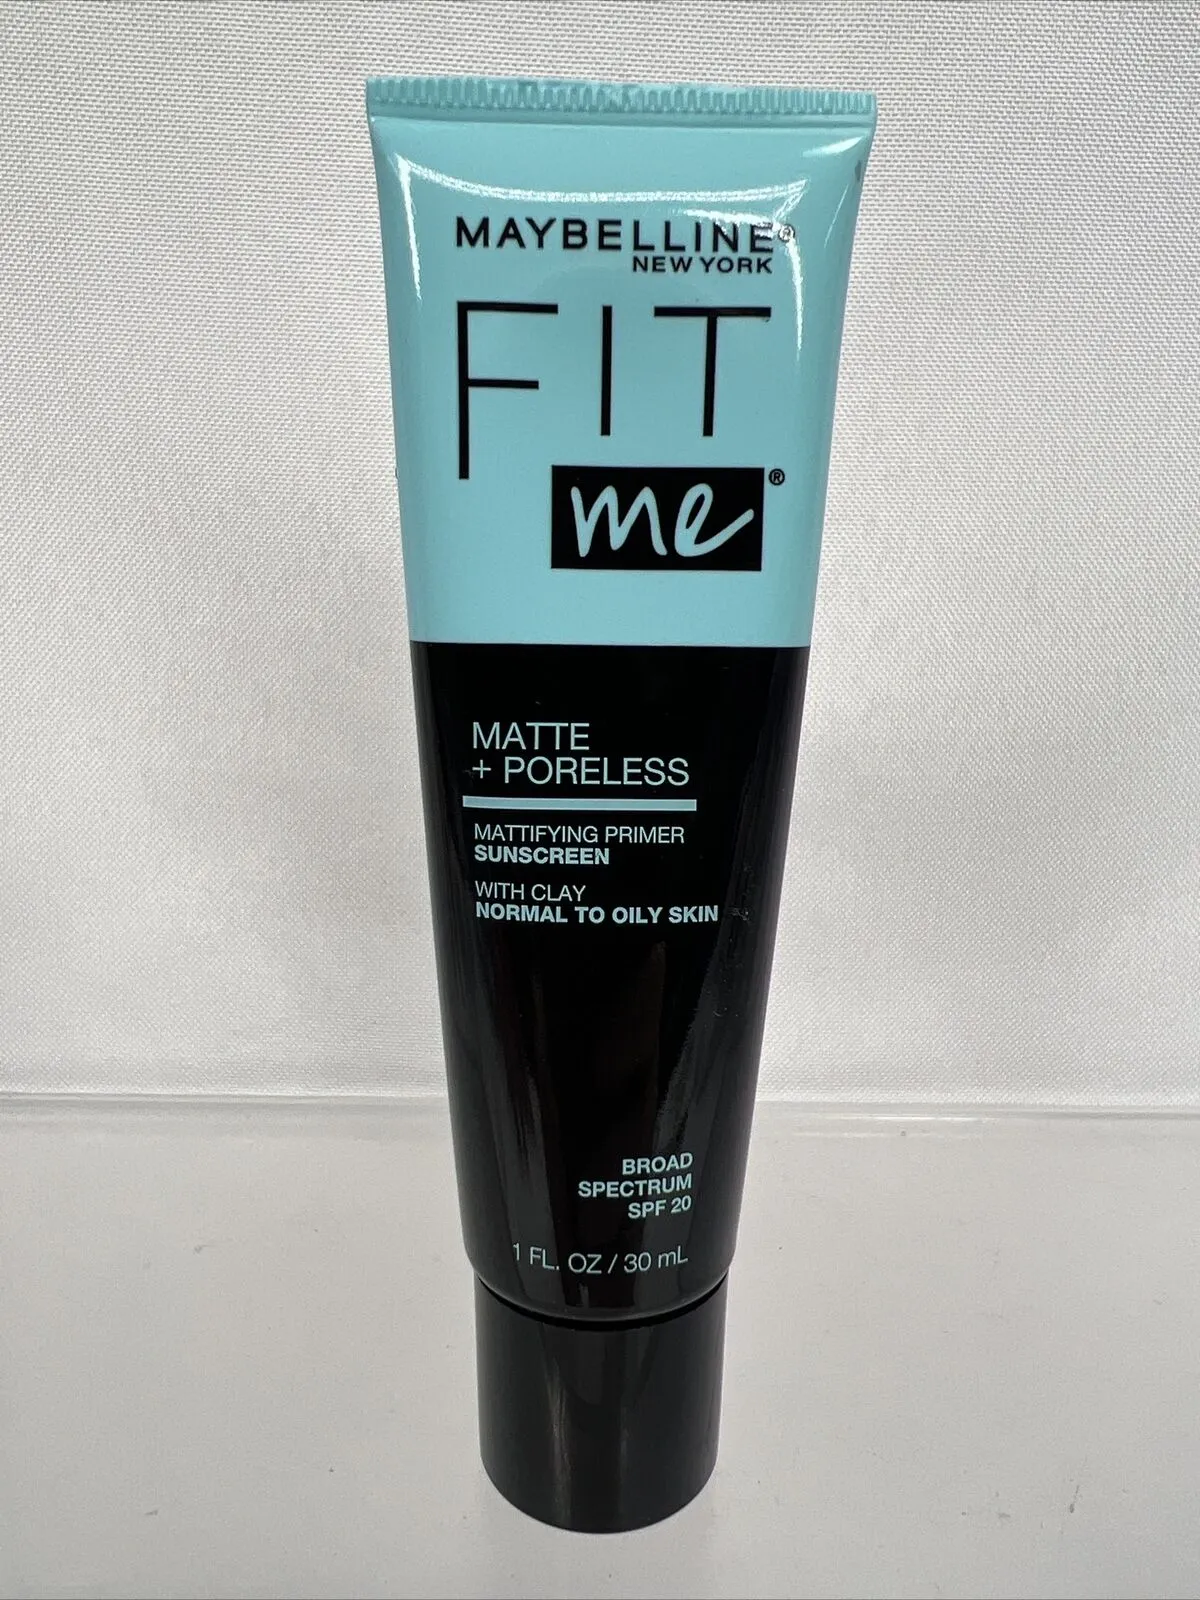 MAYBELLINE®
NEW YORK
FIT
me®
MATTE
+ PORELESS
MATTIFYING PRIMER
SUNSCREEN
WITH CLAY
NORMAL TO OILY SKIN
BROAD
SPECTRUM
SPF 20
1 FL. OZ / 30 mL